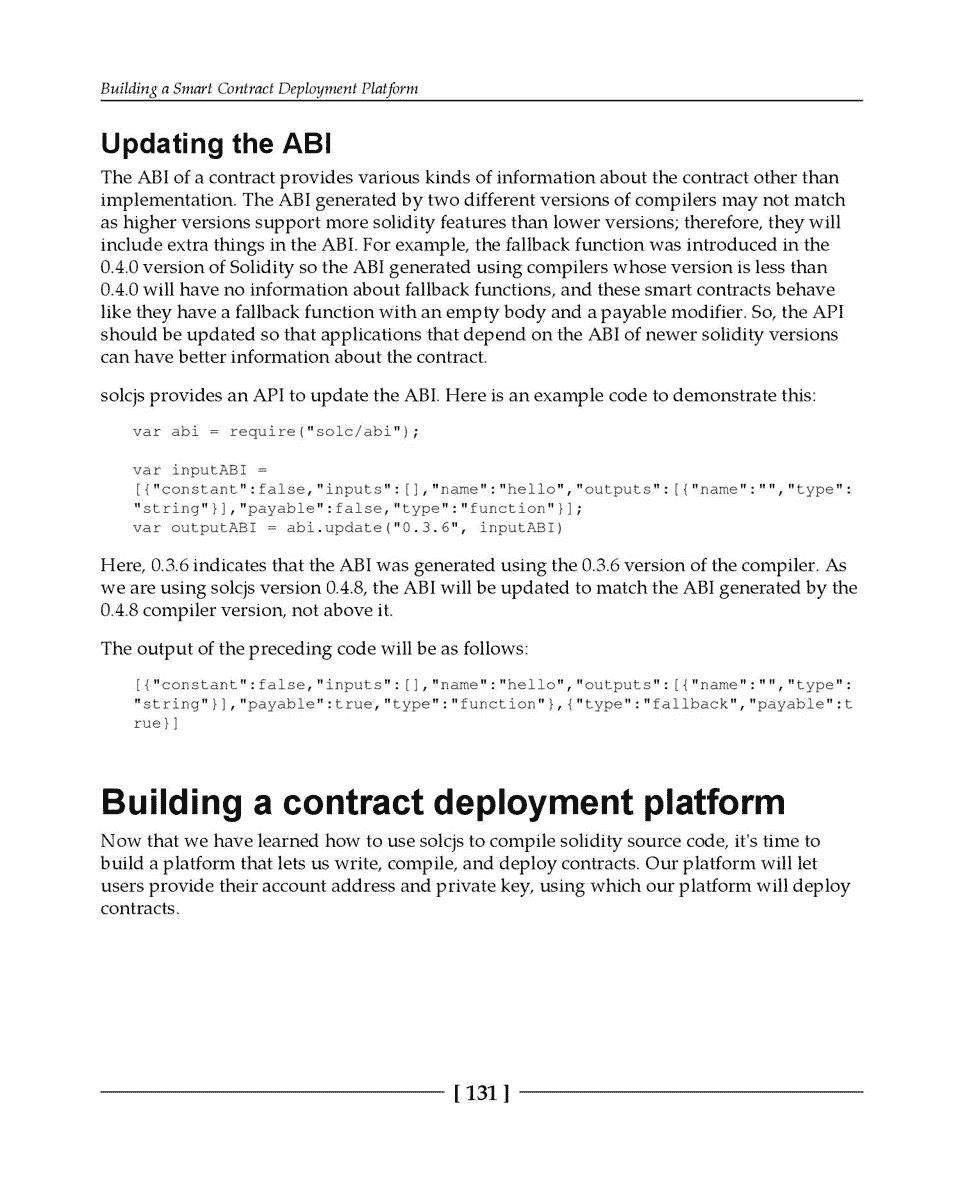 Building a Smart Contract Deployment Platform
Updating the ABI
The ABI of a contract provides various kinds of information about the contract other than
implementation. The ABI generated by two different versions of compilers may not match
as higher versions support more solidity features than lower versions; therefore, they will
include extra things in the ABI. For example, the fallback function was introduced in the
0.4.0 version of Solidity so the ABI generated using compilers whose version is less than
0.4.0 will have no information about fallback functions, and these smart contracts behave
like they have a fallback function with an empty body and a payable modifier. So, the API
should be updated so that applications that depend on the ABI of newer solidity versions
can have better information about the contract.
solcjs provides an API to update the ABI. Here is an example code to demonstrate this:
var abi = require("solc/abi");
var inputABI =
[{"constant":false,"inputs":[],"name":"hello","outputs":[{"name":"","type":
"string"}],"payable":false,"type":"function"}];
var outputABI = abi.update("0.3.6", inputABI)
Here, 0.3.6 indicates that the ABI was generated using the 0.3.6 version of the compiler. As
we are using solcjs version 0.4.8, the ABI will be updated to match the ABI generated by the
0.4.8 compiler version, not above it.
The output of the preceding code will be as follows:
[{"constant":false,"inputs":[],"name":"hello","outputs":[{"name":"","type":
"string"}],"payable":true,"type":"function"},{"type":"fallback","payable":t
rue}]
Building a contract deployment platform
Now that we have learned how to use solcjs to compile solidity source code, it's time to
build a platform that lets us write, compile, and deploy contracts. Our platform will let
users provide their account address and private key, using which our platform will deploy
contracts.
[ 131 ]